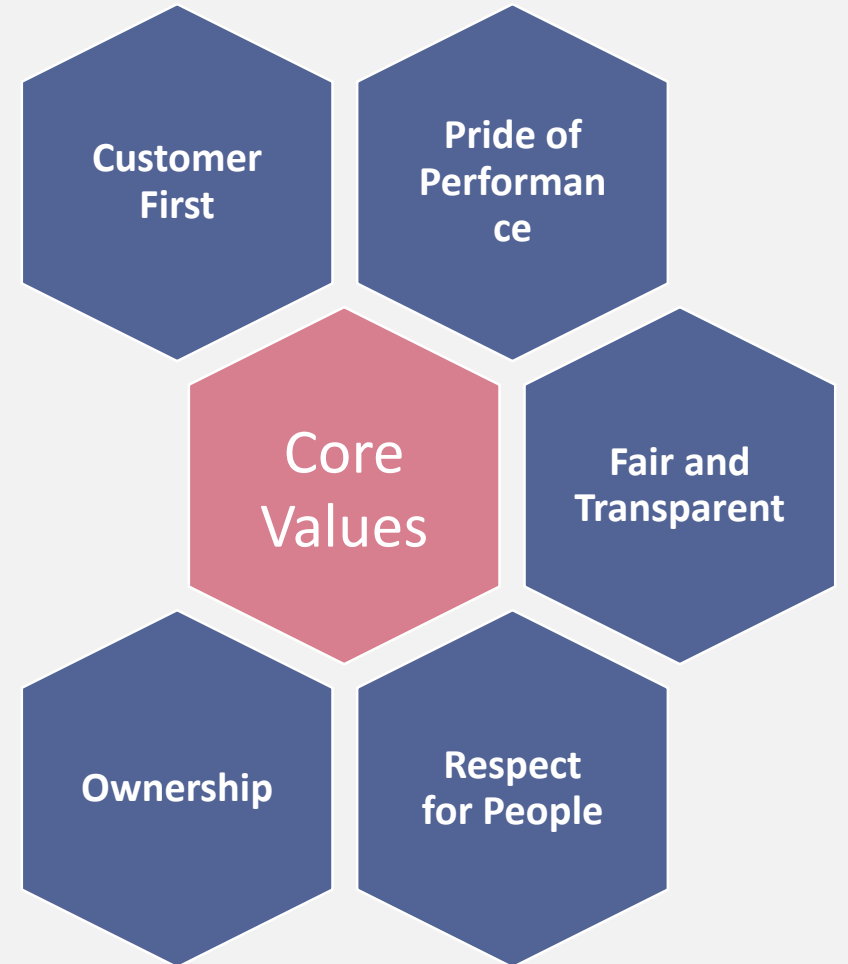 Customer
First
Pride of
Performan
ce
Core
Values
Fair and
Transparent
Ownership
Respect
for People